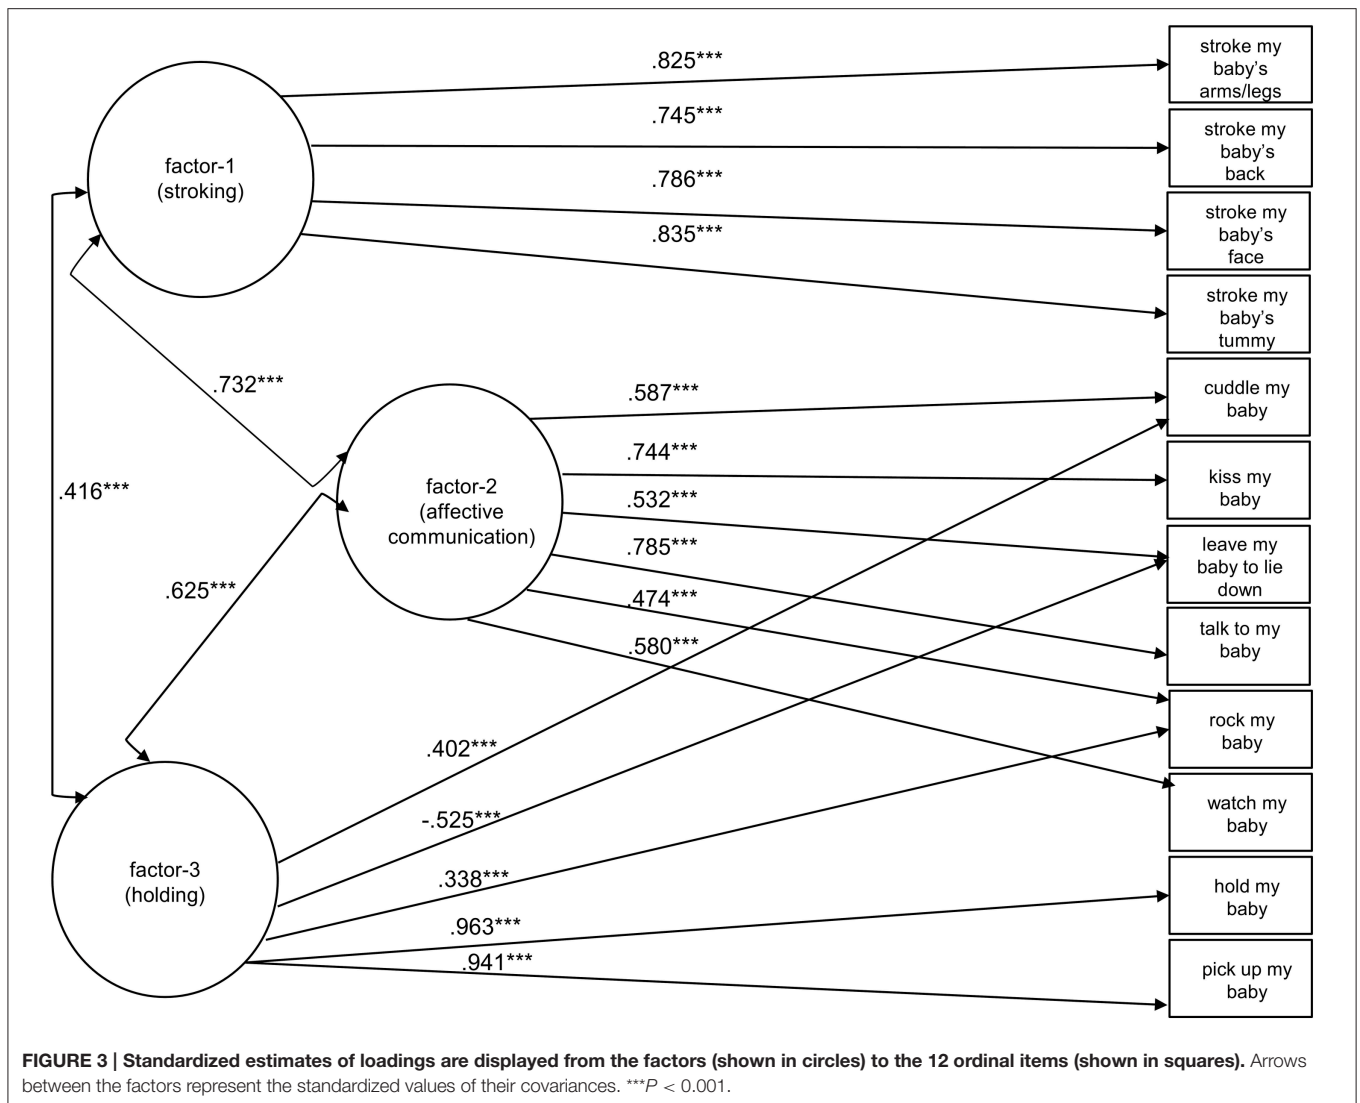 .825***
stroke my
baby's
arms/legs
.745***
stroke my
baby's
back
factor-1
(stroking)
.786***
stroke my
baby's
face
.835***
stroke my
baby's
tummy
.732***
.587***
cuddle my
baby
.744***
kiss my
baby
.416***
factor-2
(affective
communication)
.532***
leave my
baby to lie
down
.785***
talk to my
baby
.625***
.474***
.580***
rock my
baby
.402***
-.525***
watch my
baby
factor-3
(holding)
.338***
hold my
baby
.963***
.941***
pick up my
baby
FIGURE 3 | Standardized estimates of loadings are displayed from the factors (shown in circles) to the 12 ordinal items (shown in squares). Arrows
between the factors represent the standardized values of their covariances. ***P < 0.001.